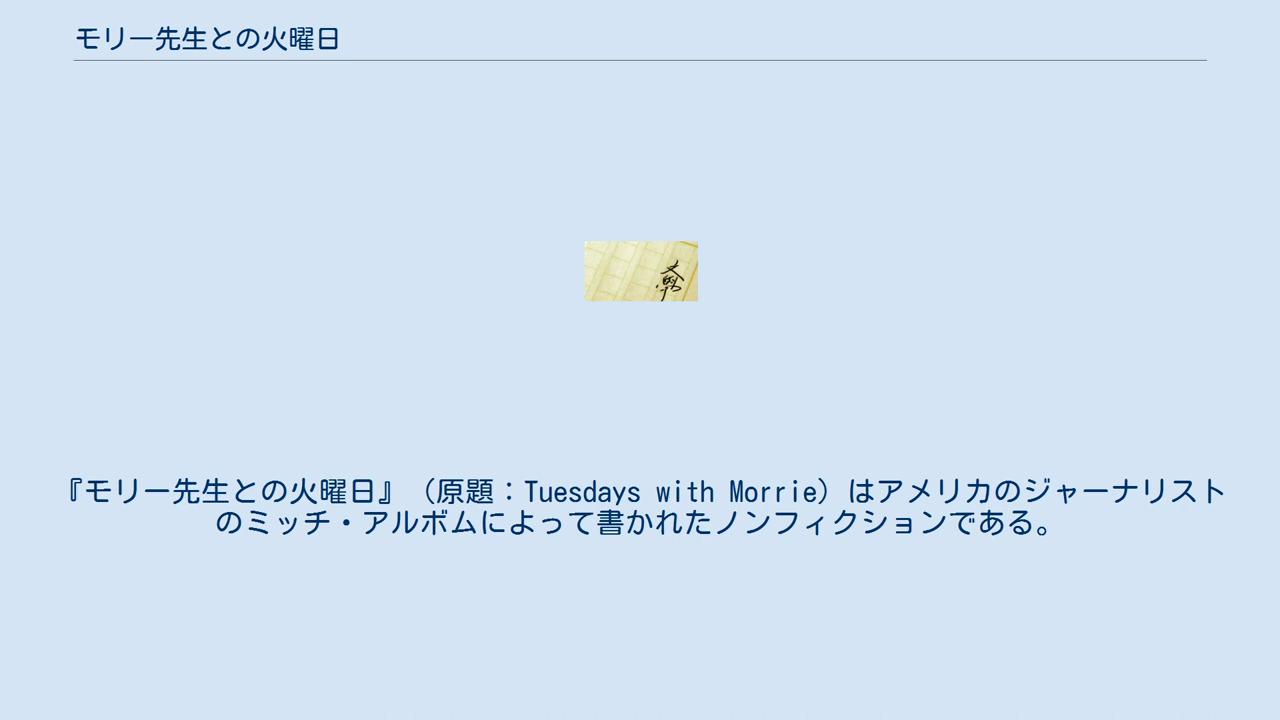 モリー先生との火曜日
『モリー先生との火曜日』（原題：Tuesdays with Morrie）はアメリカのジャーナリスト
のミッチ・アルボムによって書かれたノンフィクションである。